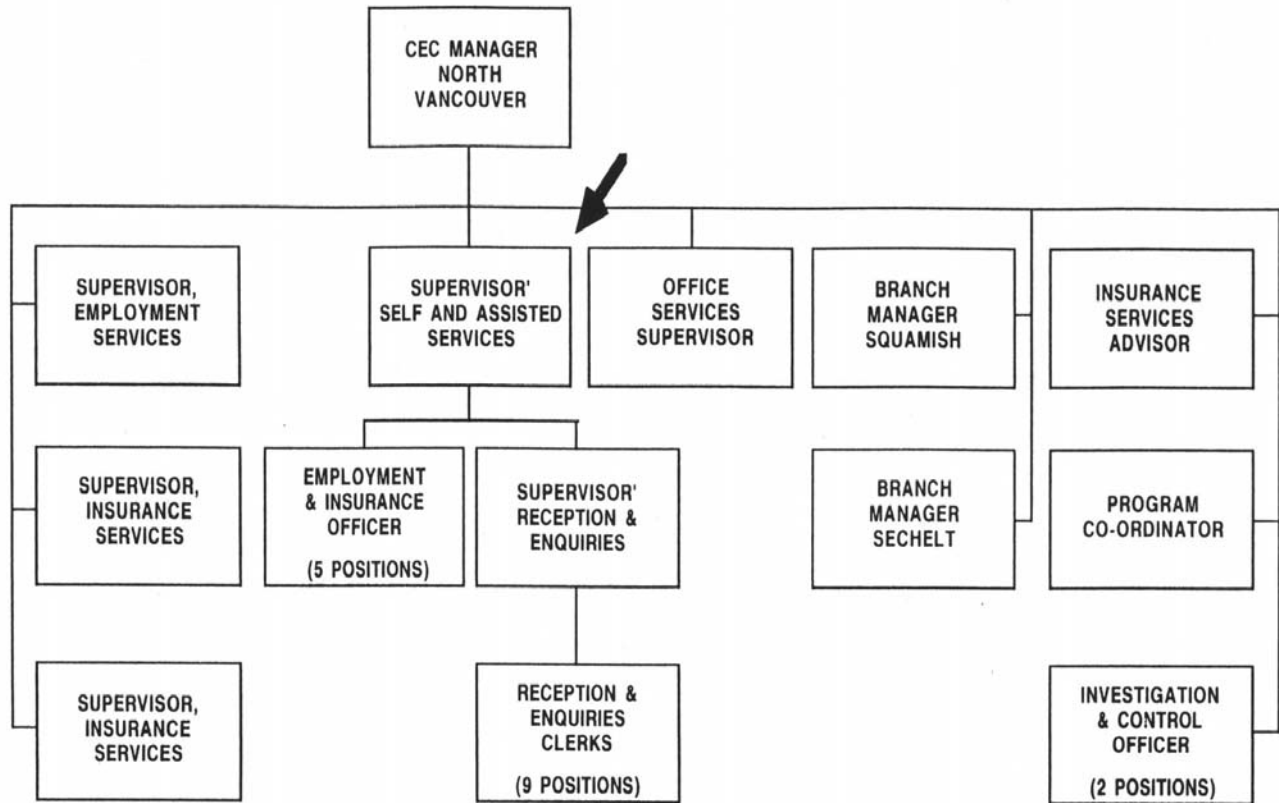 CEC MANAGER
NORTH
VANCOUVER
SUPERVISOR,
EMPLOYMENT
SERVICES
SUPERVISOR'
SELF AND ASSISTED
SERVICES
OFFICE
SERVICES
SUPERVISOR
BRANCH
MANAGER
SQUAMISH
INSURANCE
SERVICES
ADVISOR
SUPERVISOR,
INSURANCE
SERVICES
EMPLOYMENT
& INSURANCE
OFFICER
(5 POSITIONS)
SUPERVISOR'
RECEPTION &
ENQUIRIES
BRANCH
MANAGER
SECHELT
PROGRAM
CO-ORDINATOR
SUPERVISOR,
INSURANCE
SERVICES
RECEPTION &
ENQUIRIES
CLERKS
(9 POSITIONS)
INVESTIGATION
& CONTROL
OFFICER
(2 POSITIONS)